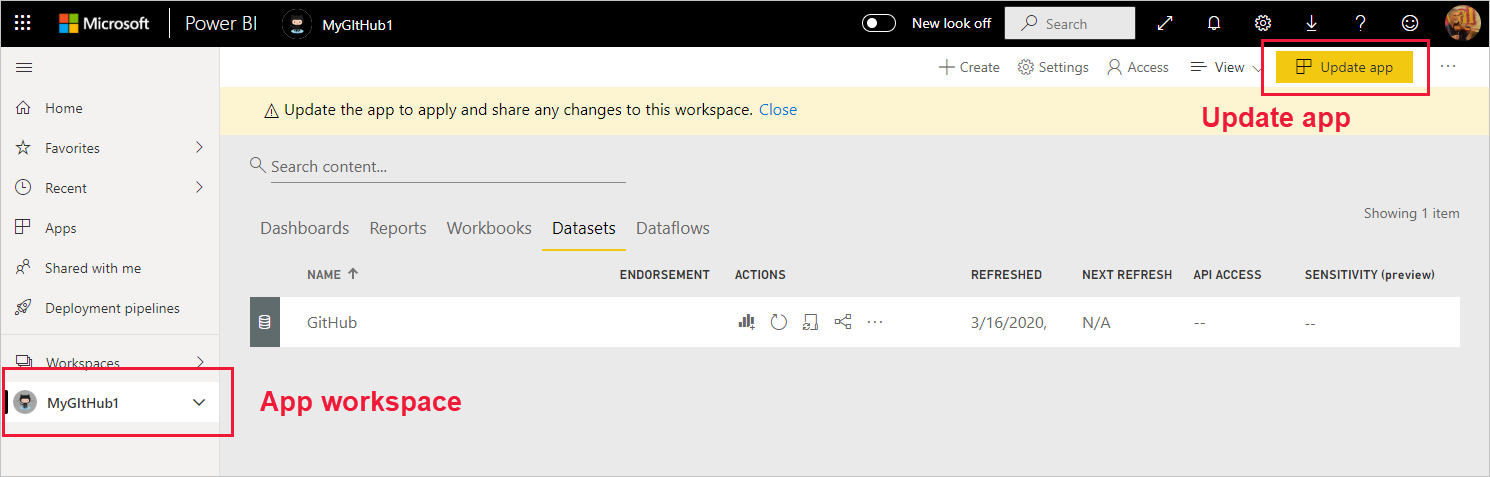 Microsoft Power BI MyGItHub1 New look off Search
Create Settings Access View Update app
Update the app to apply and share any changes to this workspace. Close
Update app
Home
Favorites
Recent
Apps
Shared with me
Deployment pipelines
Workspaces
MyGItHub1
App workspace
Search content...
Showing 1 item
Dashboards Reports Workbooks Datasets Dataflows
NAME ENDORSEMENT ACTIONS REFRESHED NEXT REFRESH API ACCESS SENSITIVITY (preview)
GitHub 3/16/2020, N/A -- --